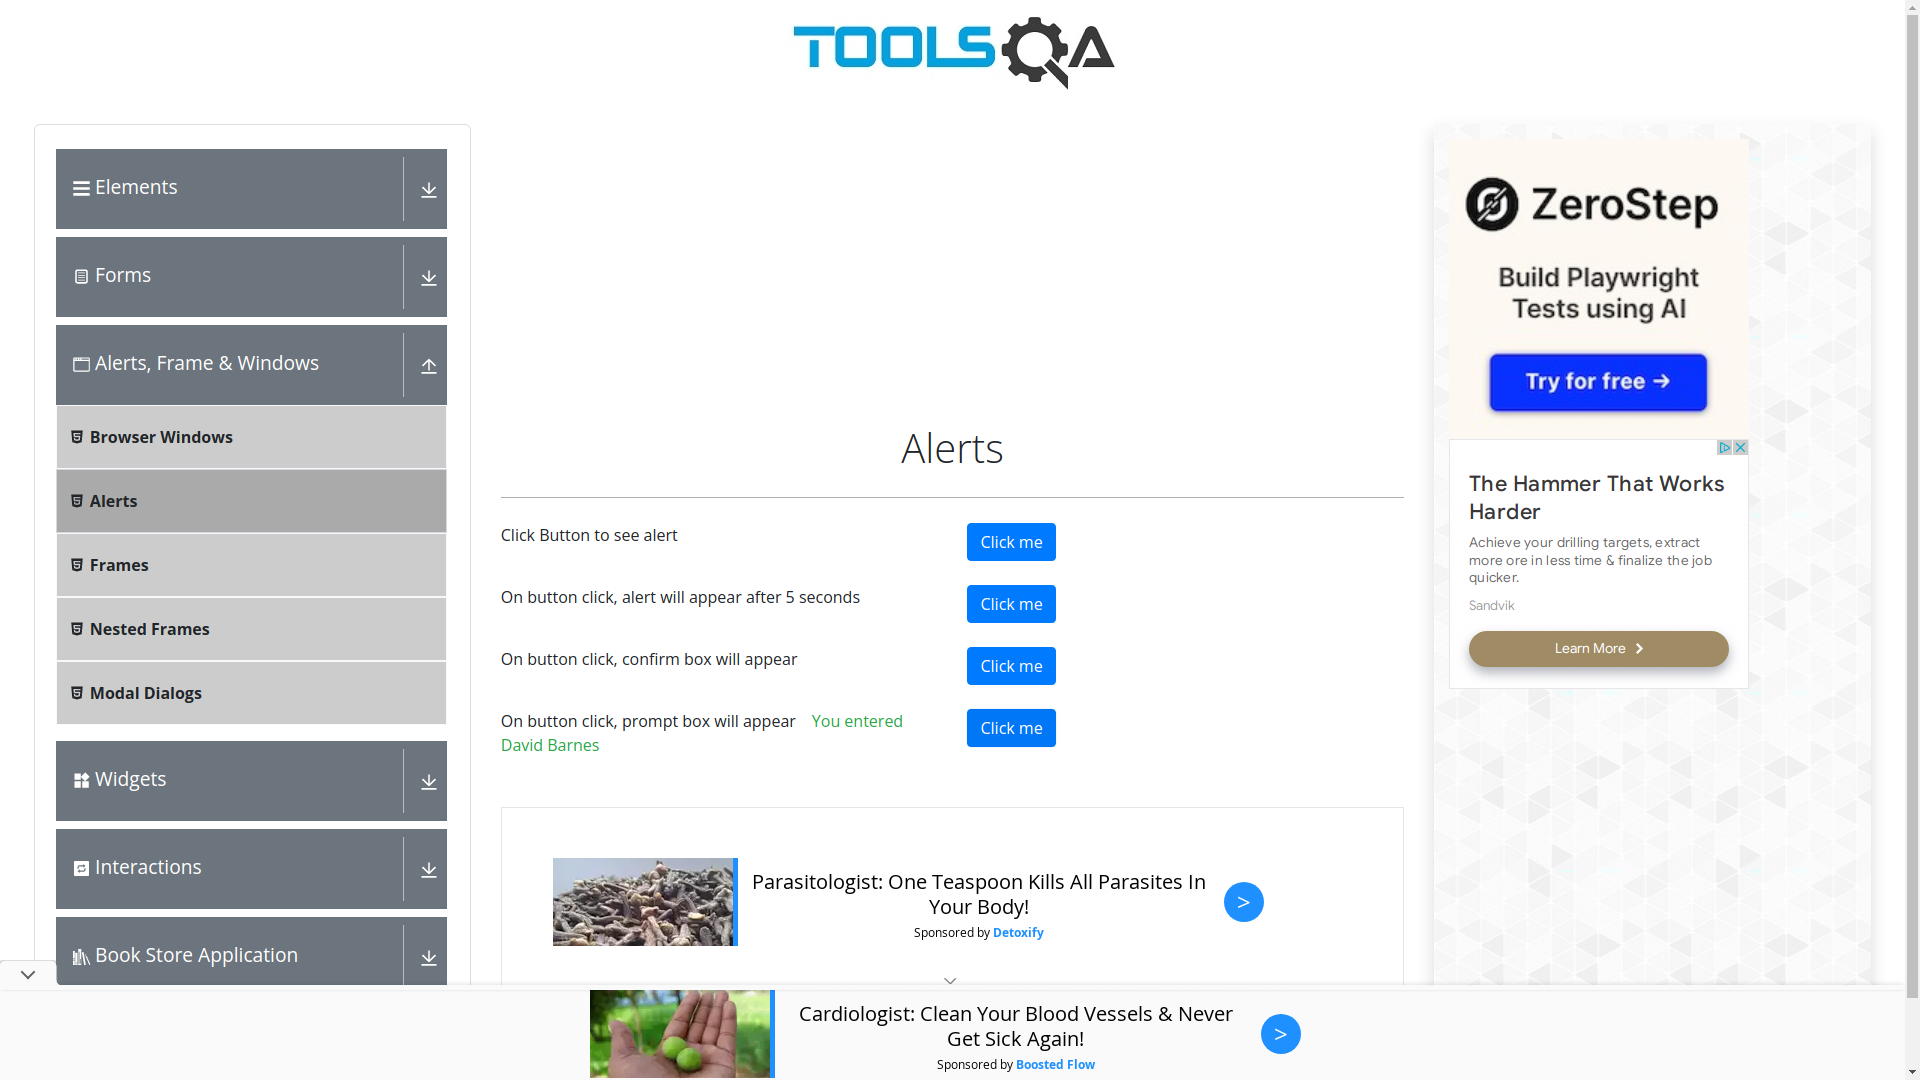 TOOLSQA
Elements
Forms
Alerts, Frame & Windows
Browser Windows
Alerts
Frames
Nested Frames
Modal Dialogs
Widgets
Interactions
Book Store Application
Alerts
Click Button to see alert
Click me
On button click, alert will appear after 5 seconds
Click me
On button click, confirm box will appear
Click me
On button click, prompt box will appear You entered
David Barnes
Click me
Parasitologist: One Teaspoon Kills All Parasites In
Your Body!
Sponsored by Detoxify
>
ZeroStep
Build Playwright
Tests using AI
Try for free →
The Hammer That Works
Harder
Achieve your drilling targets, extract
more ore in less time & finalize the job
quicker.
Sandvik
Learn More
Cardiologist: Clean Your Blood Vessels & Never
Get Sick Again!
Sponsored by Boosted Flow
>